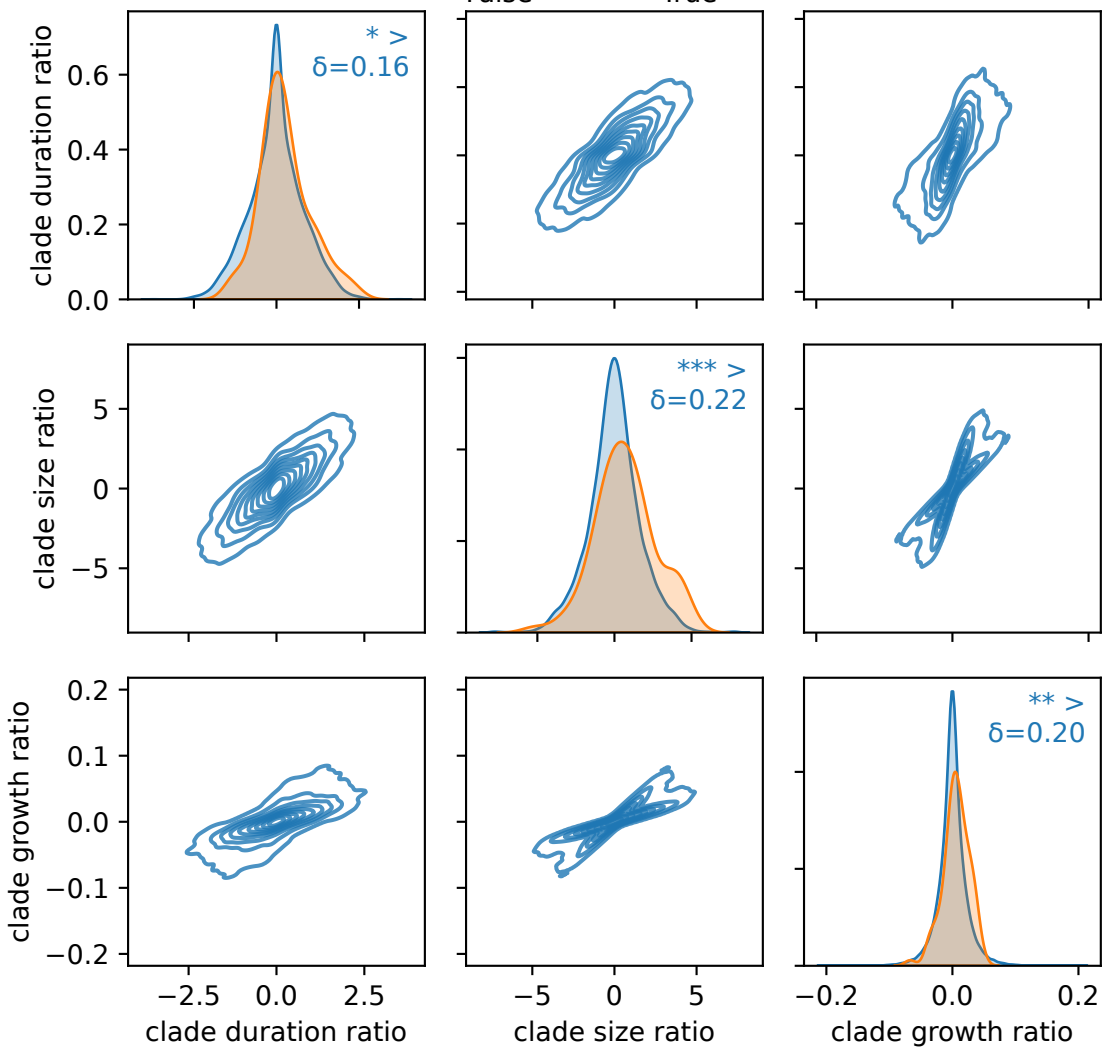 clade duration ratio
0.6
0.4
0.2
0.0
* >
δ=0.16
clade size ratio
5
0
−5
*** >
δ=0.22
clade growth ratio
0.2
0.1
0.0
−0.1
−0.2
** >
δ=0.20
−2.5 0.0 2.5
−5 0 5
−0.2 0.0 0.2
clade duration ratio
clade size ratio
clade growth ratio